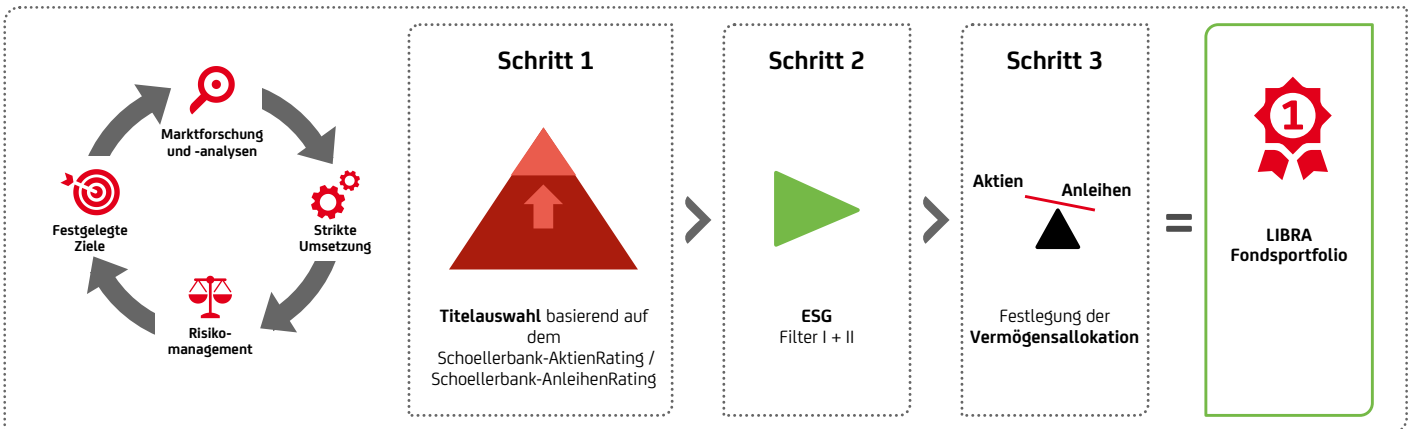 Marktforschung
und -analysen
Strikte
Umsetzung
Risiko-
management
Festgelegte
Ziele
Schritt 1
Titelauswahl basierend auf
dem
Schoellerbank-AktienRating /
Schoellerbank-AnleihenRating
>
Schritt 2
ESG
Filter I + II
>
Schritt 3
Aktien
Anleihen
Festlegung der
Vermögensallokation
=
1
LIBRA
Fondsportfolio